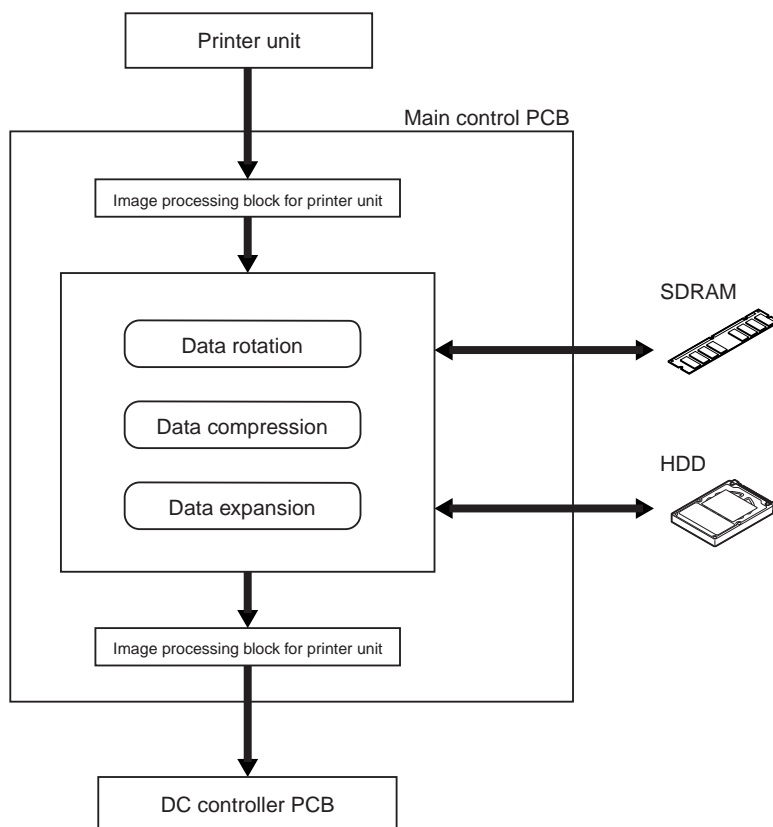 Printer unit
Main control PCB
Image processing block for printer unit
SDRAM
Data rotation
Data compression
HDD
Data expansion
Image processing block for printer unit
DC controller PCB